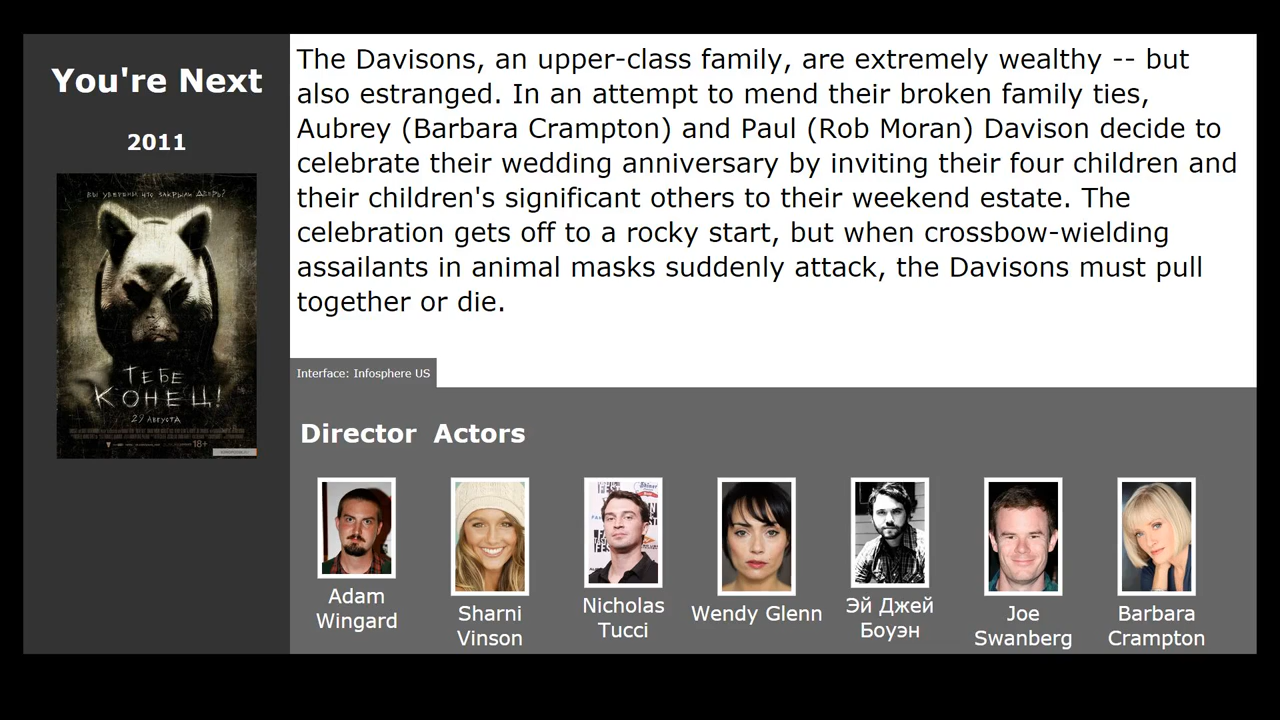 You're Next
2011
ВЫ УВЕРЕНЫ ЧТО ЗАКРЫЛИ ДВЕРЬ?
ТЕБЕ
КОНЕЦ!
29 АВГУСТА
18+
The Davisons, an upper-class family, are extremely wealthy -- but
also estranged. In an attempt to mend their broken family ties,
Aubrey (Barbara Crampton) and Paul (Rob Moran) Davison decide to
celebrate their wedding anniversary by inviting their four children and
their children's significant others to their weekend estate. The
celebration gets off to a rocky start, but when crossbow-wielding
assailants in animal masks suddenly attack, the Davisons must pull
together or die.
Interface: Infosphere US
Director Actors
Adam
Wingard
Sharni
Vinson
Nicholas
Tucci
Wendy Glenn
Эй Джей
Боуэн
Joe
Swanberg
Barbara
Crampton